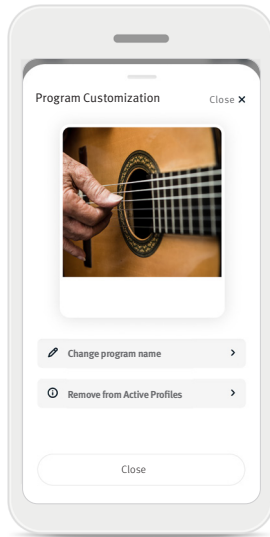 Program Customization
Close ×
Change program name
Remove from Active Profiles
Close